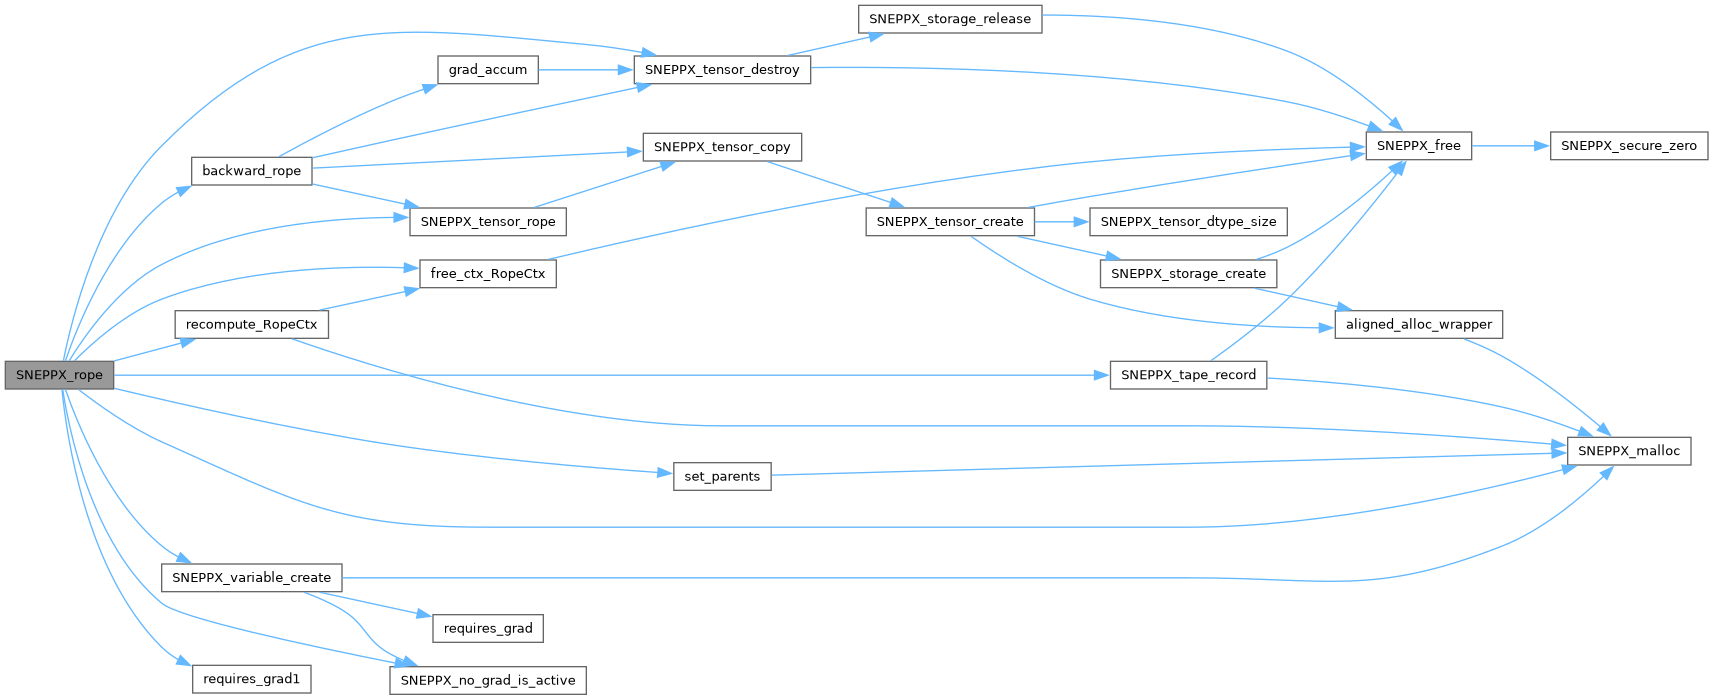 SNEPPX_storage_release
grad_accum
SNEPPX_tensor_destroy
SNEPPX_tensor_copy
SNEPPX_free
SNEPPX_secure_zero
backward_rope
SNEPPX_tensor_rope
SNEPPX_tensor_create
SNEPPX_tensor_dtype_size
free_ctx_RopeCtx
SNEPPX_storage_create
recompute_RopeCtx
aligned_alloc_wrapper
SNEPPX_rope
SNEPPX_tape_record
set_parents
SNEPPX_malloc
SNEPPX_variable_create
requires_grad
requires_grad1
SNEPPX_no_grad_is_active